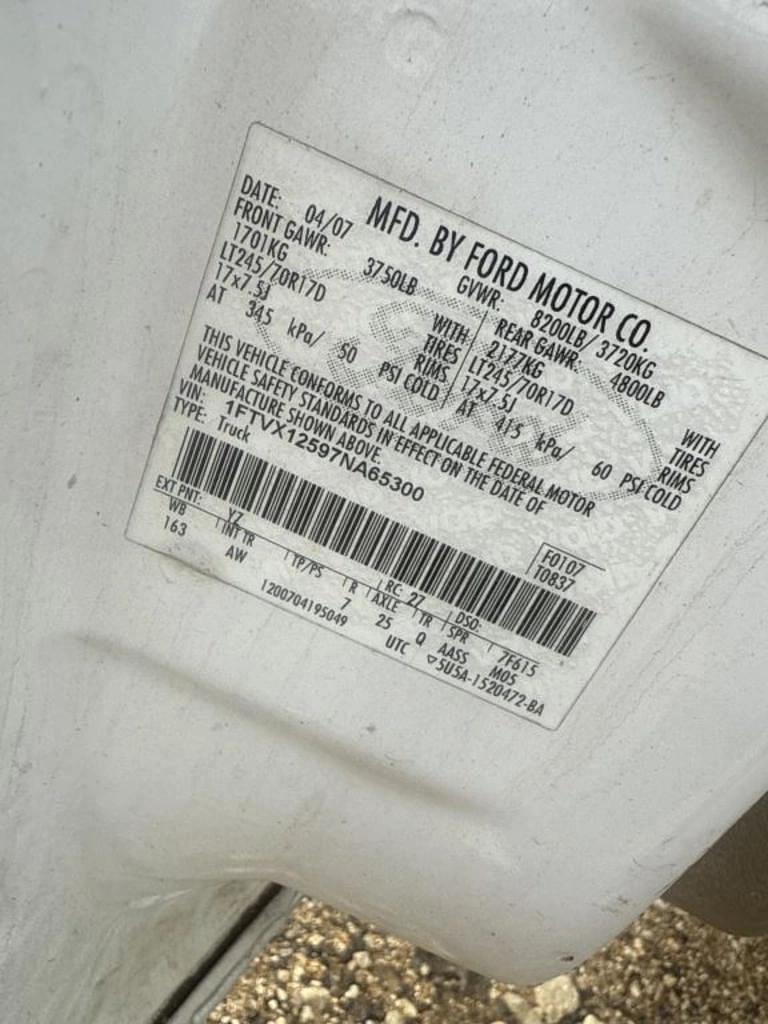 MFD. BY FORD MOTOR CO.
DATE: 04/07 GVWR: 8200LB/ 3720KG
FRONT GAWR: 3750LB REAR GAWR: 4800LB
1701KG WITH 2177KG WITH
LT245/70R17D TIRES LT245/70R17D TIRES
17x7.5J RIMS 17x7.5J RIMS
AT 345 kPa/ 50 PSI COLD AT 415 kPa/ 60 PSI COLD
THIS VEHICLE CONFORMS TO ALL APPLICABLE FEDERAL MOTOR
VEHICLE SAFETY STANDARDS IN EFFECT ON THE DATE OF
MANUFACTURE SHOWN ABOVE.
VIN: 1FTVX12597NA65300
TYPE: Truck
F0107
T0837
EXT PNT: YZ RC: 27 DSO:
WB INT TR TP/PS R AXLE TR SPR 7F615
163 AW 7 25 Q AASS M05
1200704195049 UTC ▽5U5A-1520472-BA